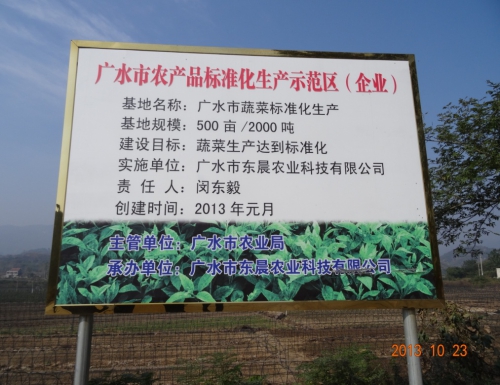 广水市农产品标准化生产示范区（企业）
基地名称：广水市蔬菜标准化生产
基地规模：500亩/2000吨
建设目标：蔬菜生产达到标准化
实施单位：广水市东晨农业科技有限公司
责任人：闵东毅
创建时间：2013年元月
主管单位：广水市农业局
承办单位：广水市东晨农业科技有限公司
2013 10 23